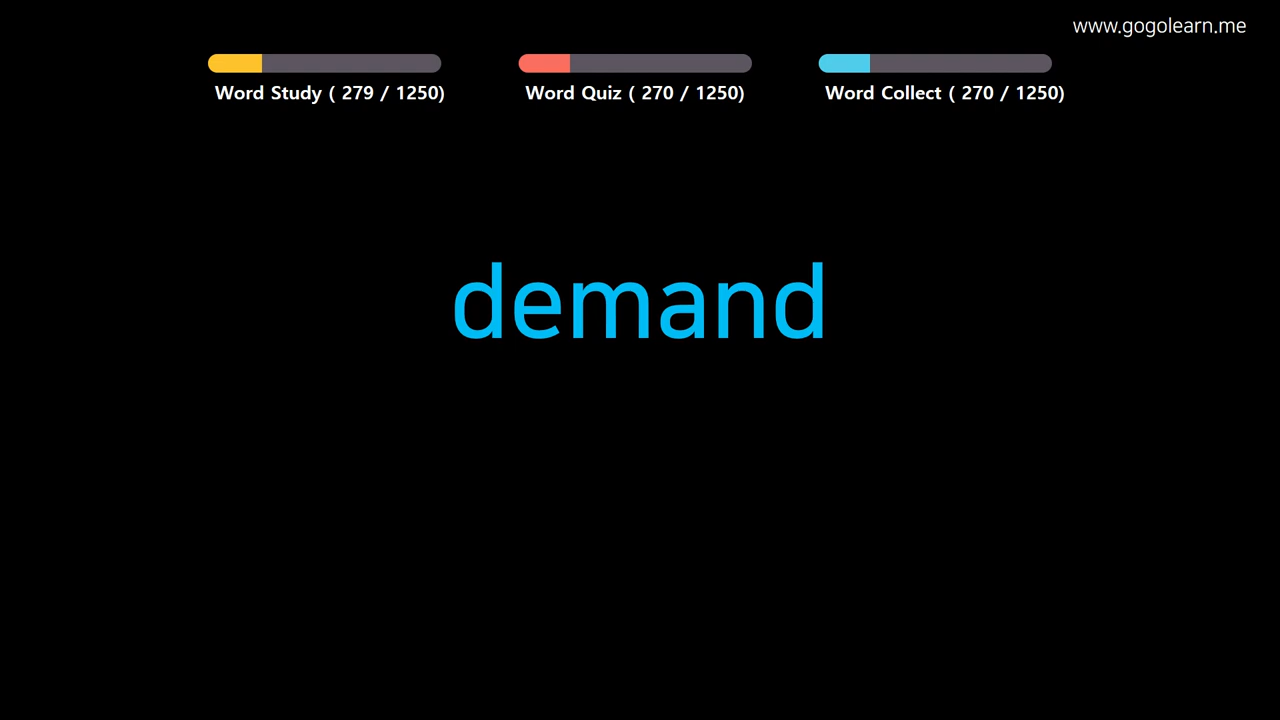 www.gogolearn.me
Word Study ( 279 / 1250)
Word Quiz ( 270 / 1250)
Word Collect ( 270 / 1250)
demand